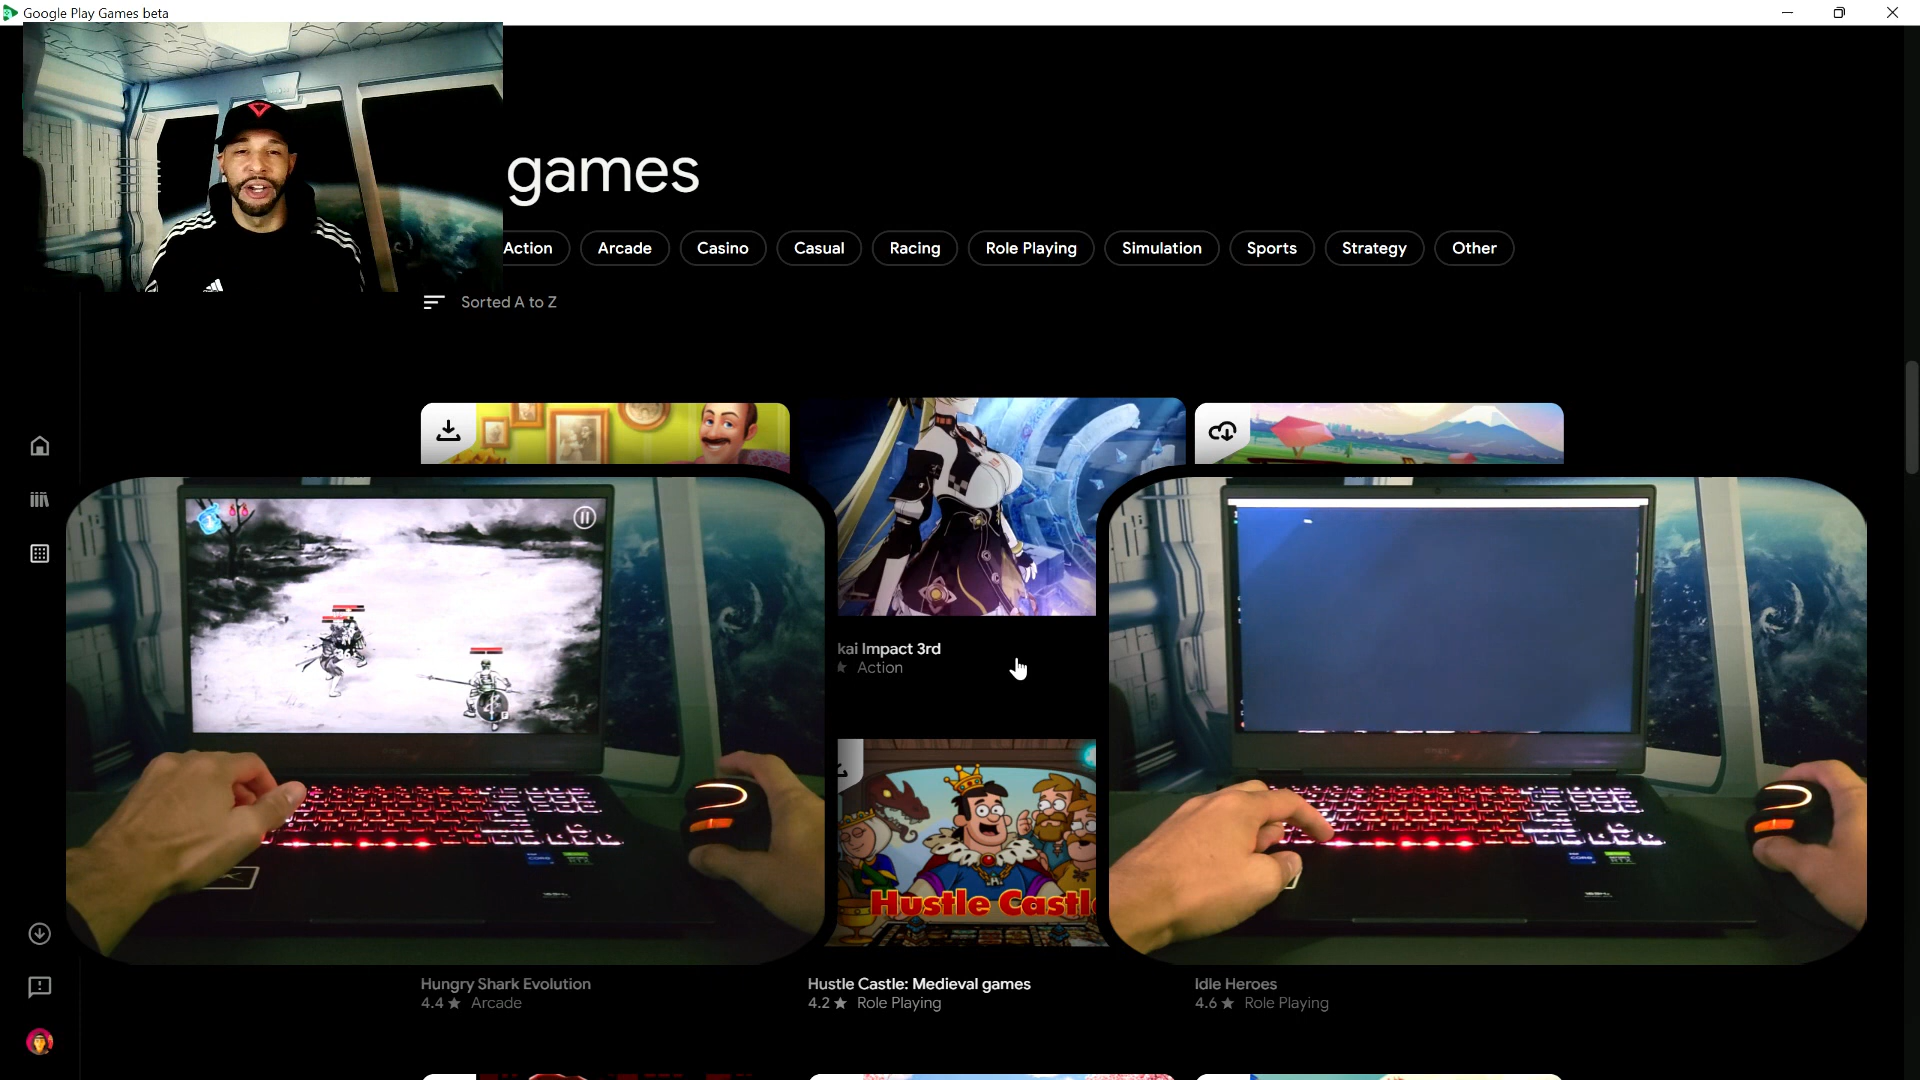 Google Play Games beta
games
Action
Arcade
Casino
Casual
Racing
Role Playing
Simulation
Sports
Strategy
Other
Sorted A to Z
kai Impact 3rd
Action
Hustle Castl
Hungry Shark Evolution
4.4 ★ Arcade
Hustle Castle: Medieval games
4.2 ★ Role Playing
Idle Heroes
4.6 ★ Role Playing